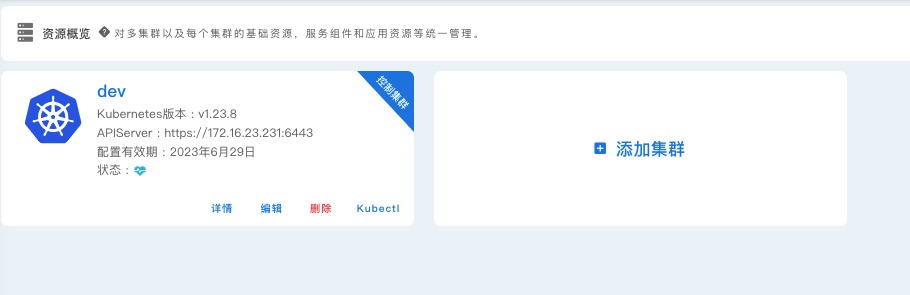 资源概览 对多集群以及每个集群的基础资源，服务组件和应用资源等统一管理。
dev
控制集群
Kubernetes版本：v1.23.8
APIServer：https://172.16.23.231:6443
配置有效期：2023年6月29日
状态：
详情 编辑 删除 Kubectl
添加集群